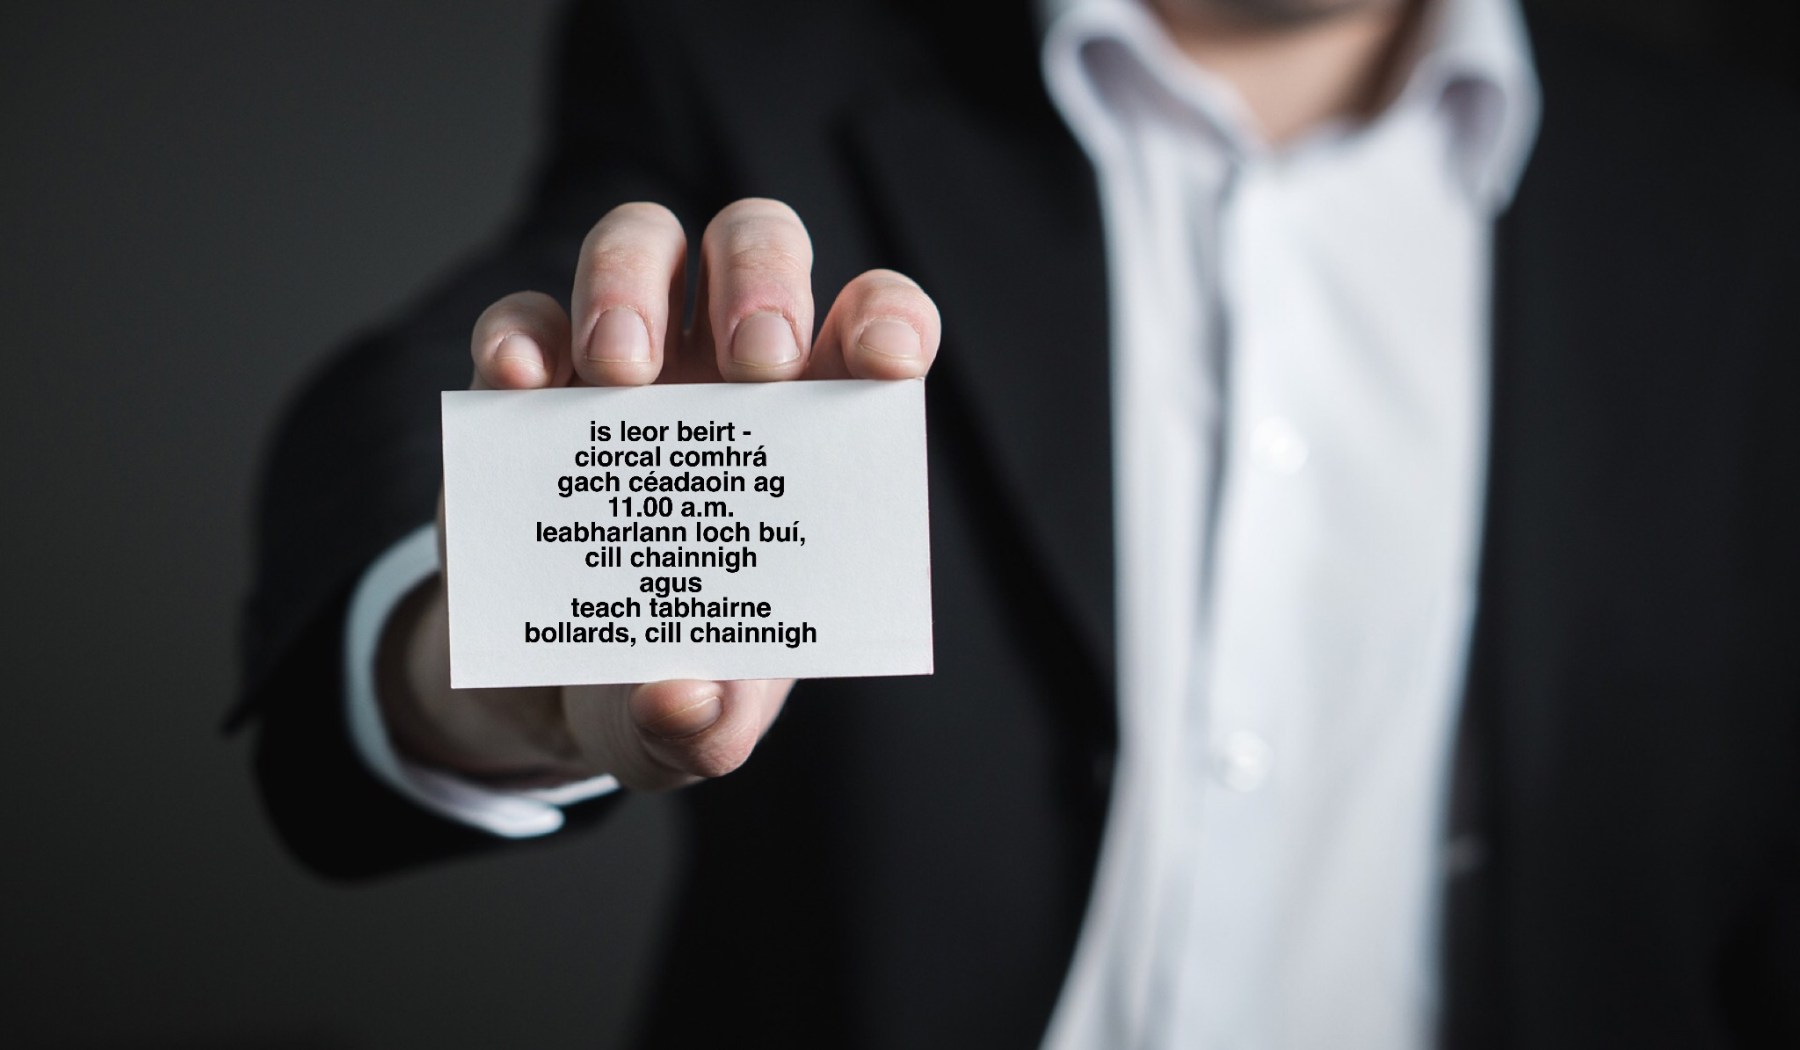 is leor beirt -
ciorcal comhrá
gach céadaoin ag
11.00 a.m.
leabharlann loch buí,
cill chainnigh
agus
teach tabhairne
bollards, cill chainnigh